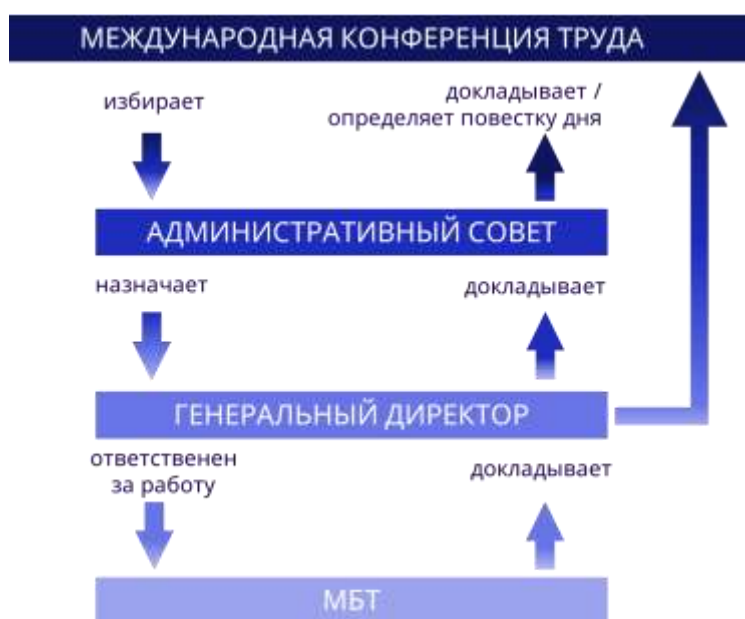 МЕЖДУНАРОДНАЯ КОНФЕРЕНЦИЯ ТРУДА
избирает
докладывает /
определяет повестку дня
АДМИНИСТРАТИВНЫЙ СОВЕТ
назначает
докладывает
ГЕНЕРАЛЬНЫЙ ДИРЕКТОР
ответственен
за работу
докладывает
МБТ